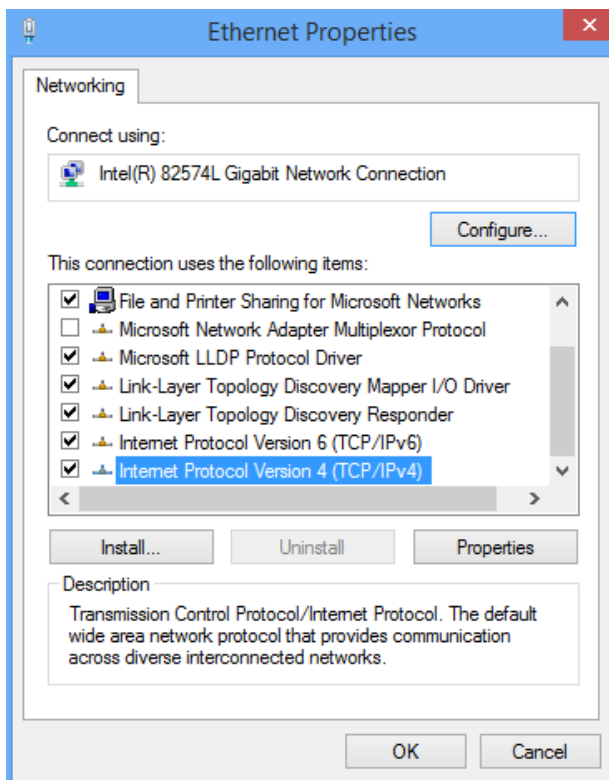 Ethernet Properties
Networking
Connect using:
Intel(R) 82574L Gigabit Network Connection
Configure...
This connection uses the following items:
File and Printer Sharing for Microsoft Networks
Microsoft Network Adapter Multiplexor Protocol
Microsoft LLDP Protocol Driver
Link-Layer Topology Discovery Mapper I/O Driver
Link-Layer Topology Discovery Responder
Internet Protocol Version 6 (TCP/IPv6)
Internet Protocol Version 4 (TCP/IPv4)
Install... Uninstall Properties
Description
Transmission Control Protocol/Internet Protocol. The default
wide area network protocol that provides communication
across diverse interconnected networks.
OK Cancel